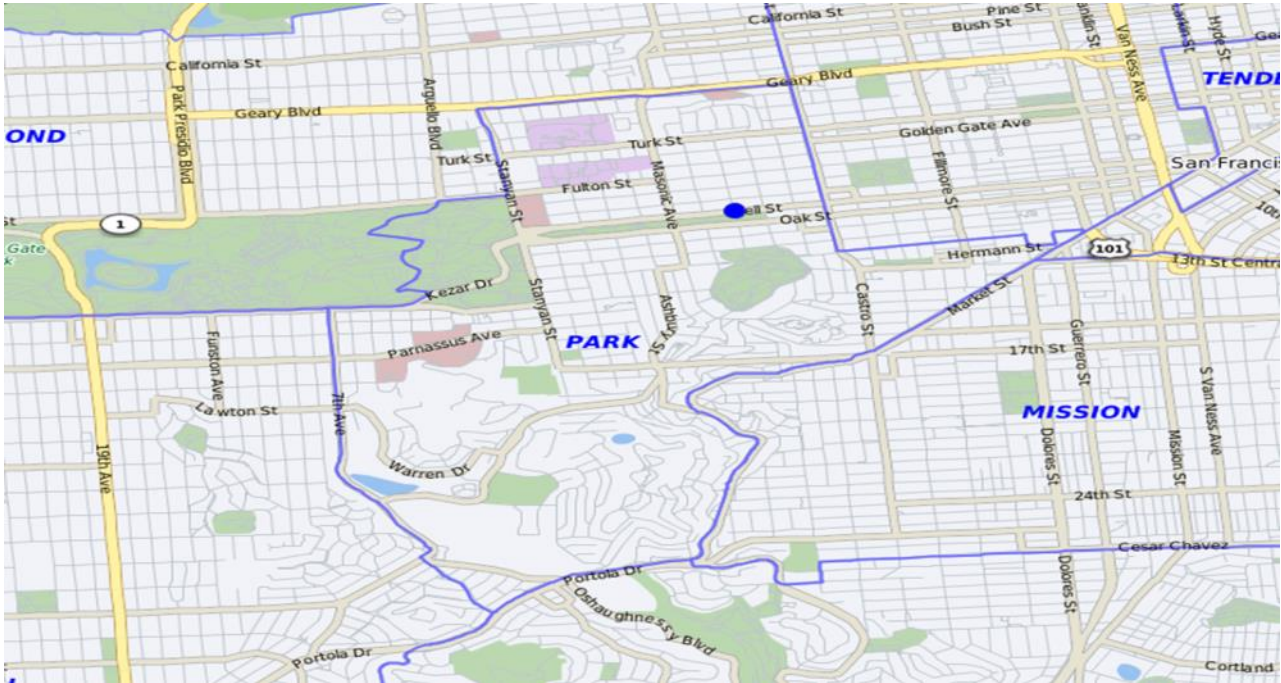 California St
Pine St
Bush St
Van Ness Ave
Hyde St
California St
Park Presidio Blvd
Arguello Blvd
Geary Blvd
Geary Blvd
TENDE
OND
Turk St
Stanyan St
Turk St
Masonic Ave
Golden Gate Ave
Fillmore St
San Francis
Fulton St
ell St
Oak St
1
Gate
k
Hermann St
101
13th St Centra
Kezar Dr
Stanyan St
Ashbury St
Castro St
Market St
PARK
Parnassus Ave
Funston Ave
17th St
Guerrero St
S Van Ness Ave
Lawton St
7th Ave
MISSION
Dolores St
Mission St
19th Ave
Warren Dr
24th St
Cesar Chavez
Portola Dr
Dolores St
Oshaughnessy Blvd
Portola Dr
Cortland